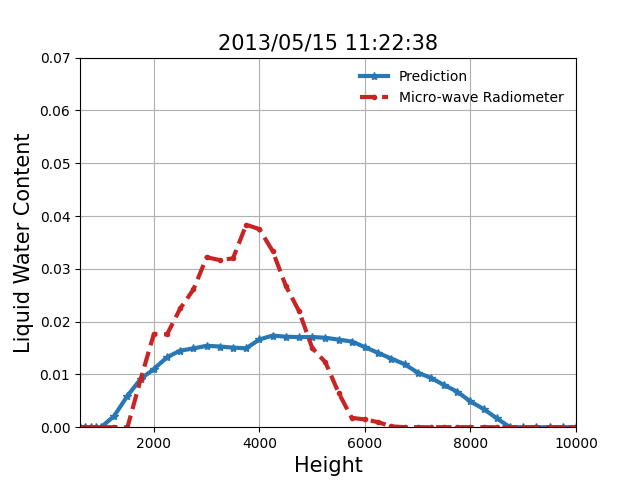 2013/05/15 11:22:38
0.07
0.06
0.05
0.04
0.03
0.02
0.01
0.00
Liquid Water Content
Prediction
Micro-wave Radiometer
2000 4000 6000 8000 10000
Height